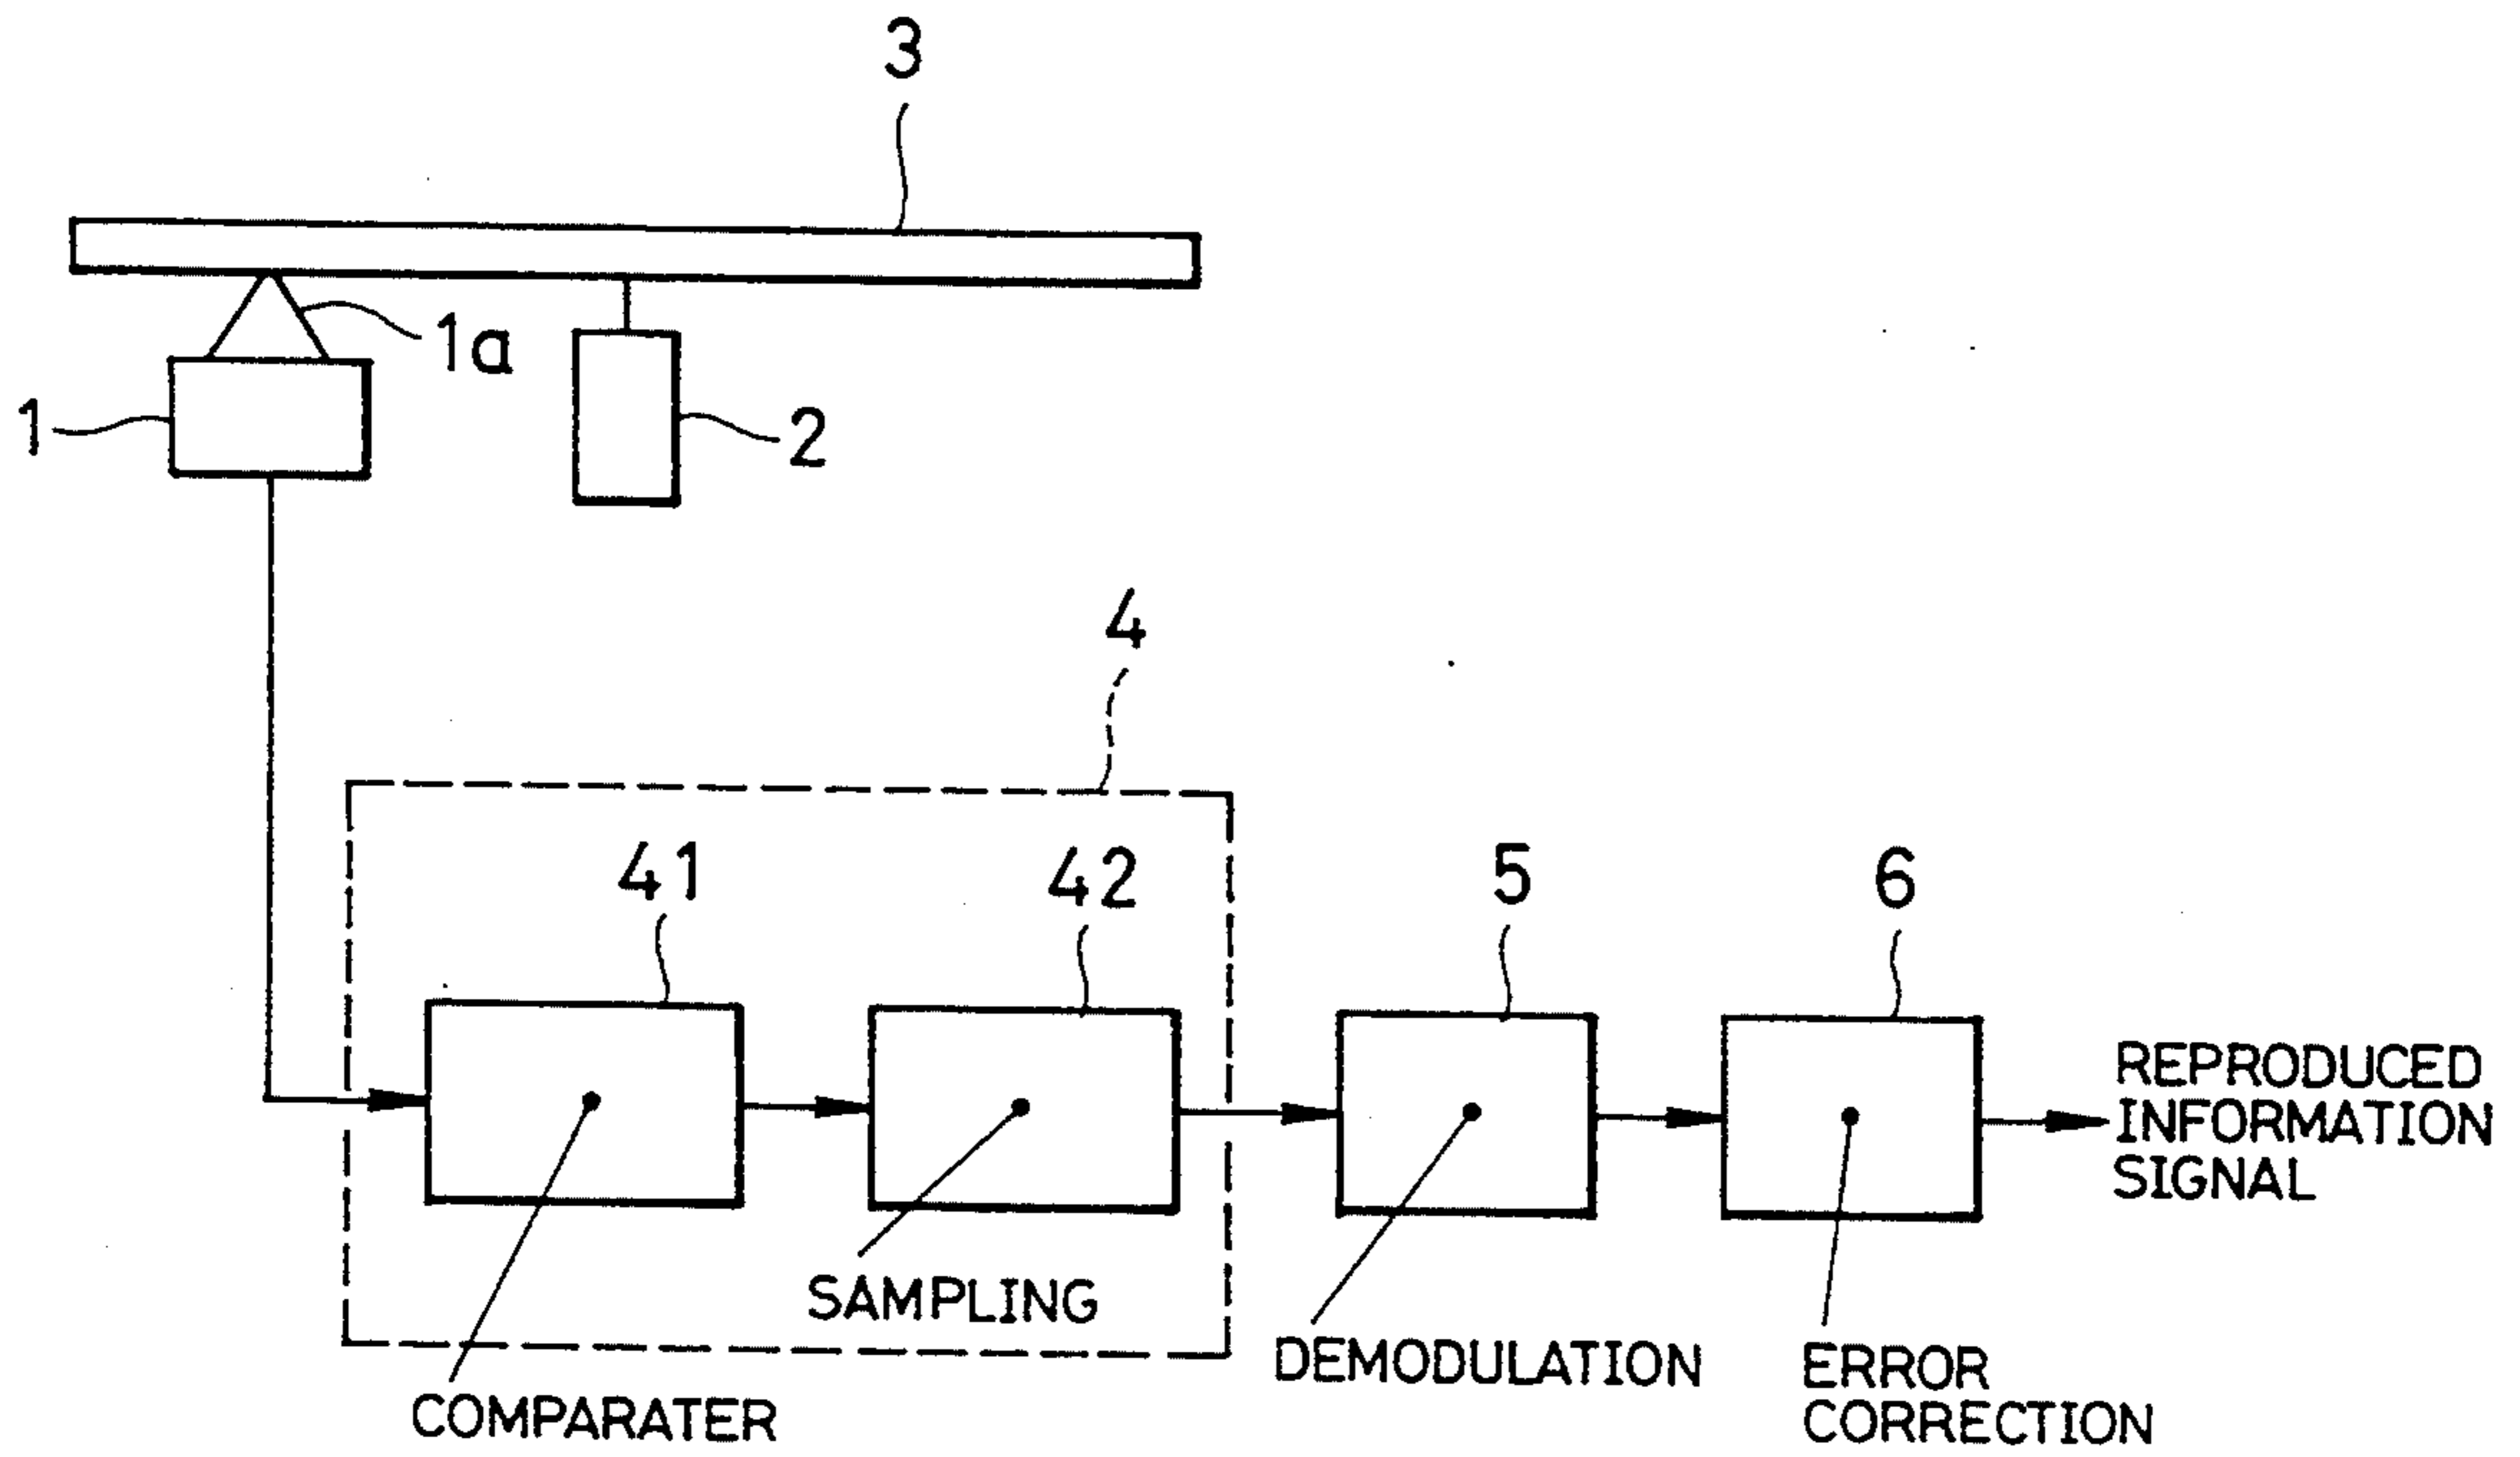 3
1a
1
2
4
41
42
5
6
REPRODUCED
INFORMATION
SIGNAL
SAMPLING
DEMODULATION
ERROR
CORRECTION
COMPARATER